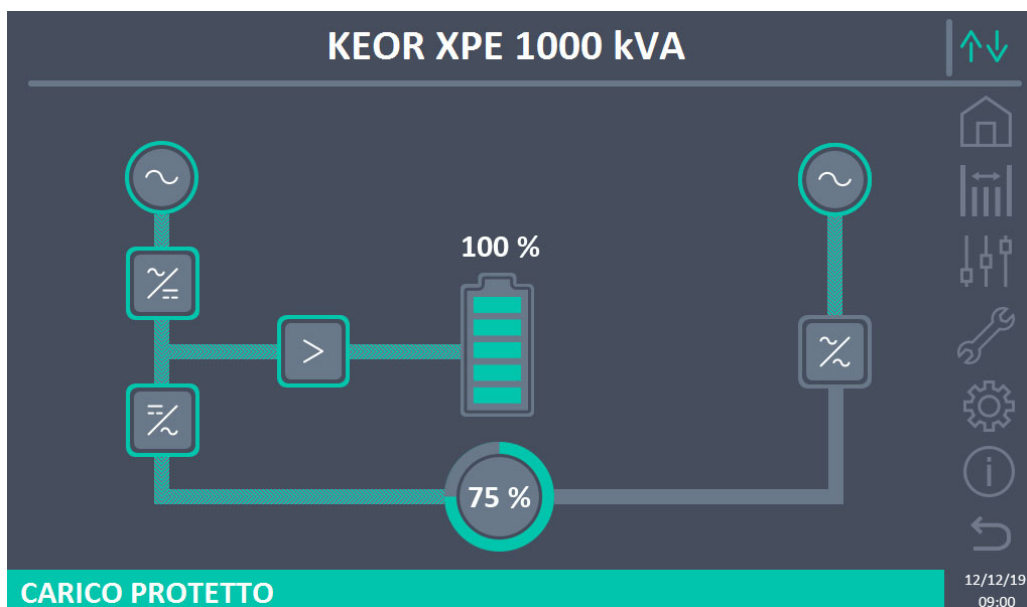 KEOR XPE 1000 kVA
100 %
75 %
CARICO PROTETTO
12/12/19
09:00